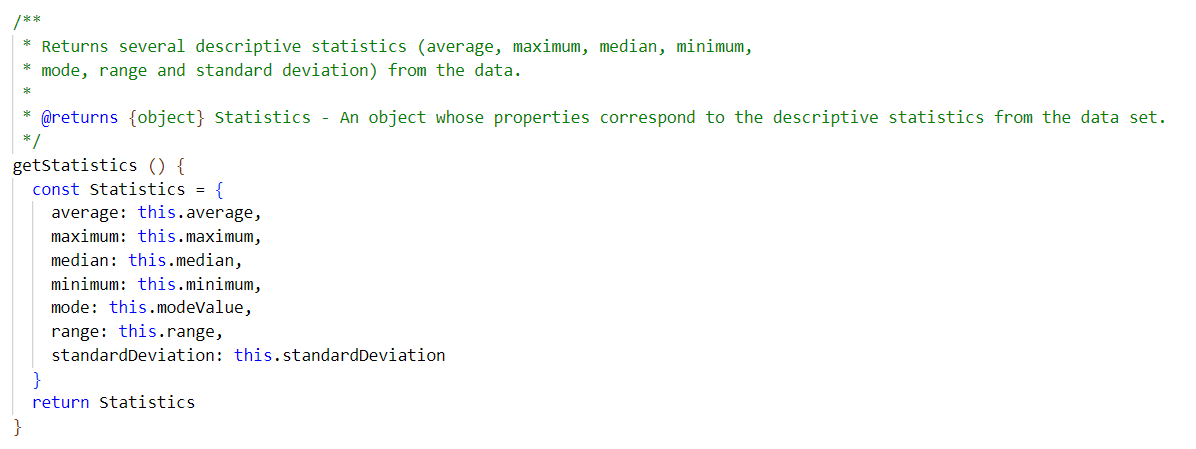 /**
 * Returns several descriptive statistics (average, maximum, median, minimum,
 * mode, range and standard deviation) from the data.
 *
 * @returns {object} Statistics - An object whose properties correspond to the descriptive statistics from the data set.
 */
getStatistics () {
  const Statistics = {
    average: this.average,
    maximum: this.maximum,
    median: this.median,
    minimum: this.minimum,
    mode: this.modeValue,
    range: this.range,
    standardDeviation: this.standardDeviation
  }
  return Statistics
}